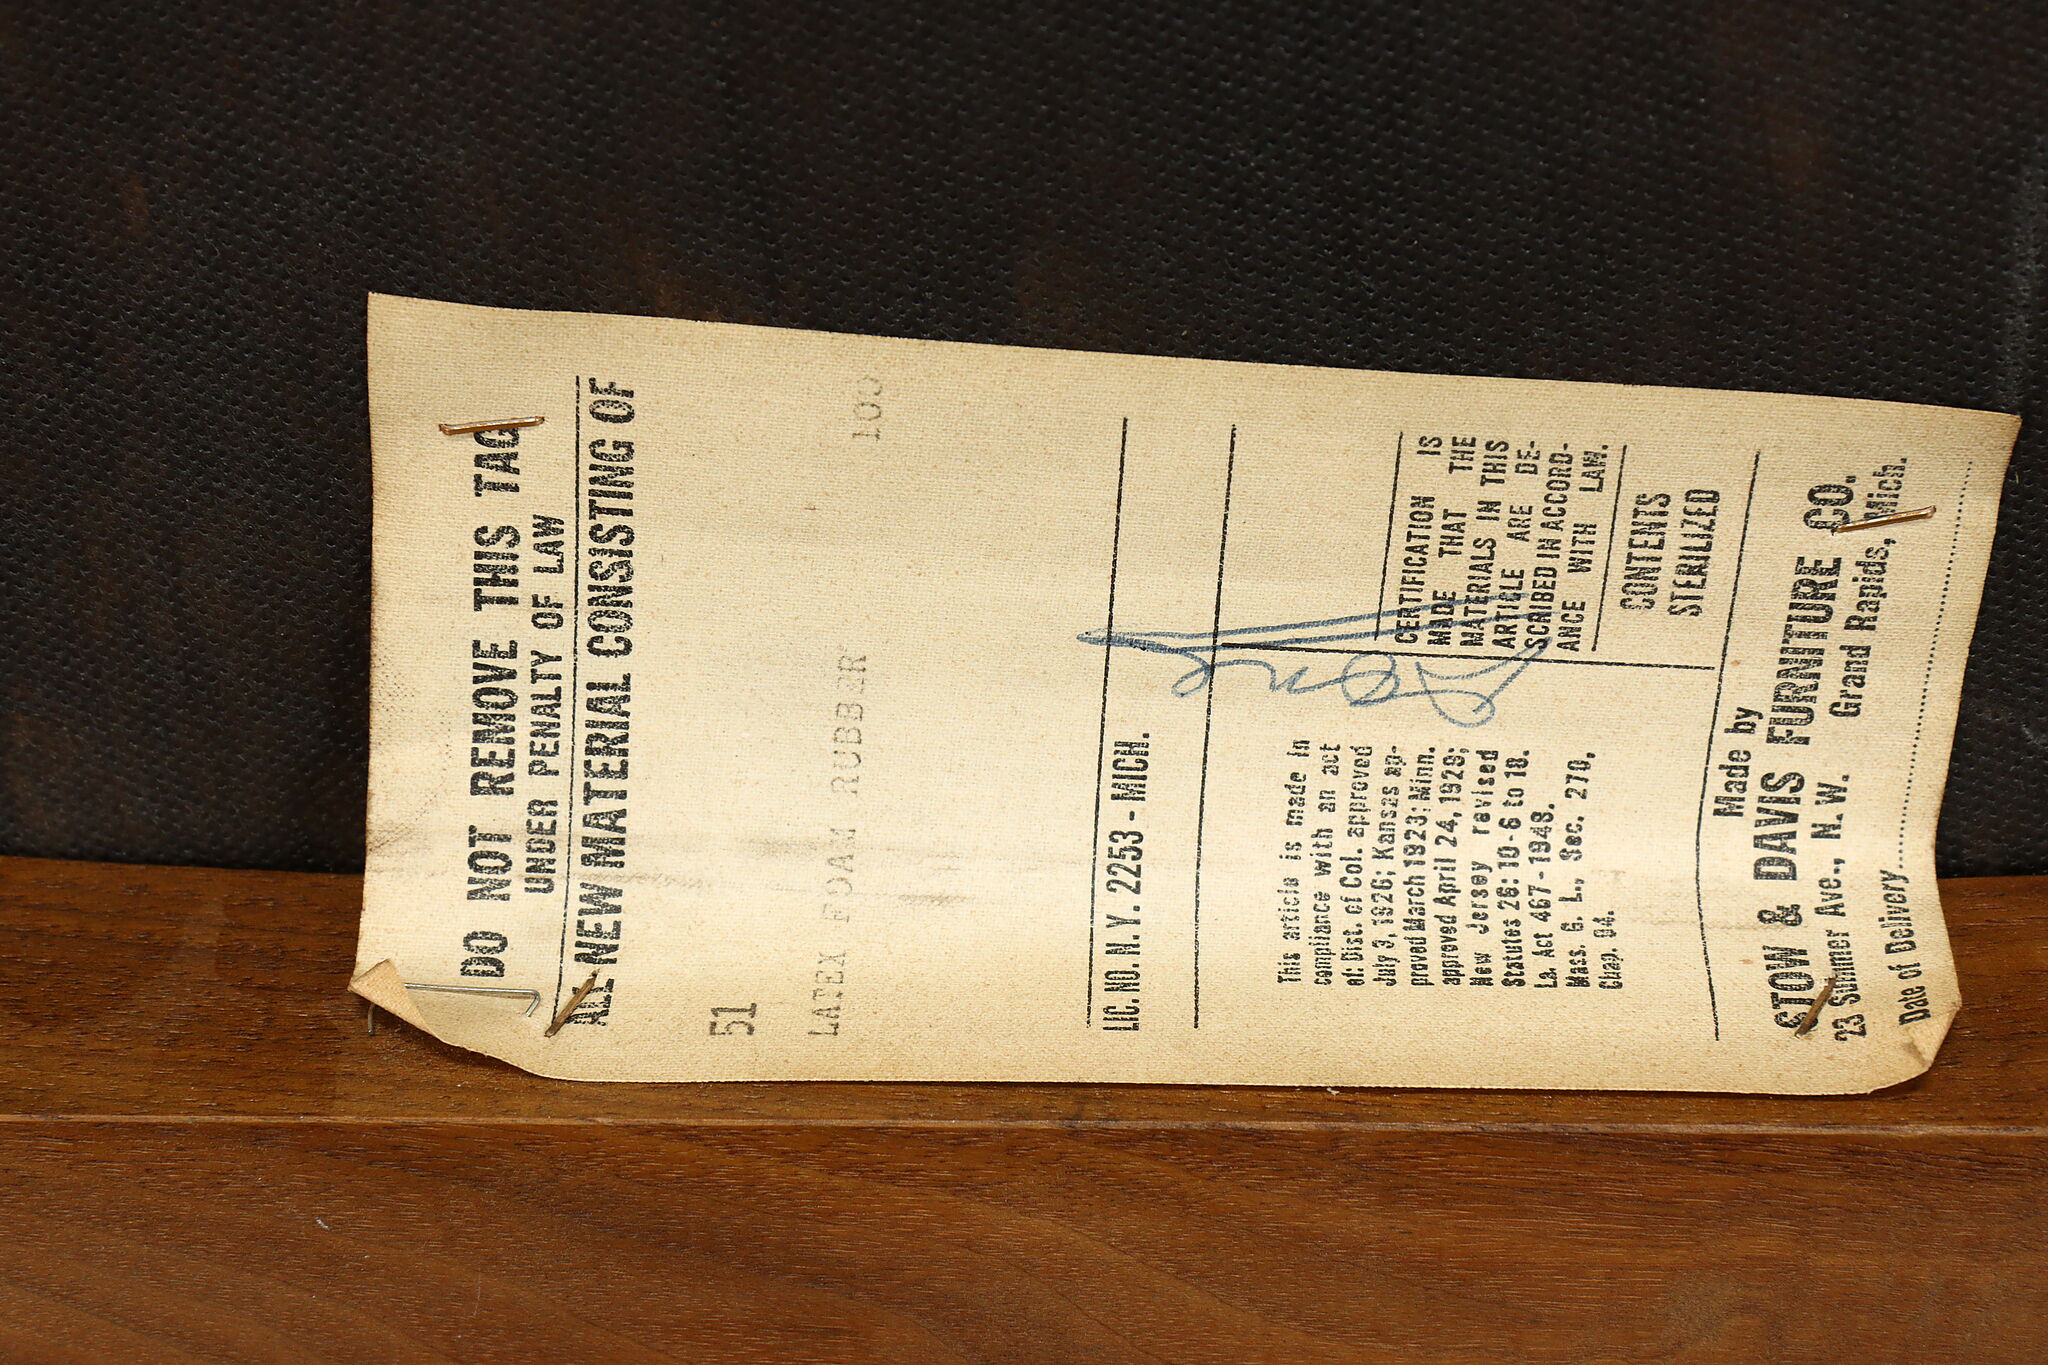 DO NOT REMOVE THIS TAG
UNDER PENALTY OF LAW
ALL NEW MATERIAL CONSISTING OF
51
LATEX FOAM RUBBER 100
LIC. NO. N. Y. 2253 - MICH.
This article is made in
compliance with an act
of: Dist. of Col. approved
July 3, 1926; Kansas ap-
proved March 1923; Minn.
approved April 24, 1929;
New Jersey revised
Statutes 26: 10-6 to 18.
La. Act 467-1948.
Mass. G. L., Sec. 270,
Chap. 94.
CERTIFICATION IS
MADE THAT THE
MATERIALS IN THIS
ARTICLE ARE DE-
SCRIBED IN ACCORD-
ANCE WITH LAW.
CONTENTS
STERILIZED
Made by
STOW & DAVIS FURNITURE CO.
23 Summer Ave., N. W. Grand Rapids, Mich.
Date of Delivery